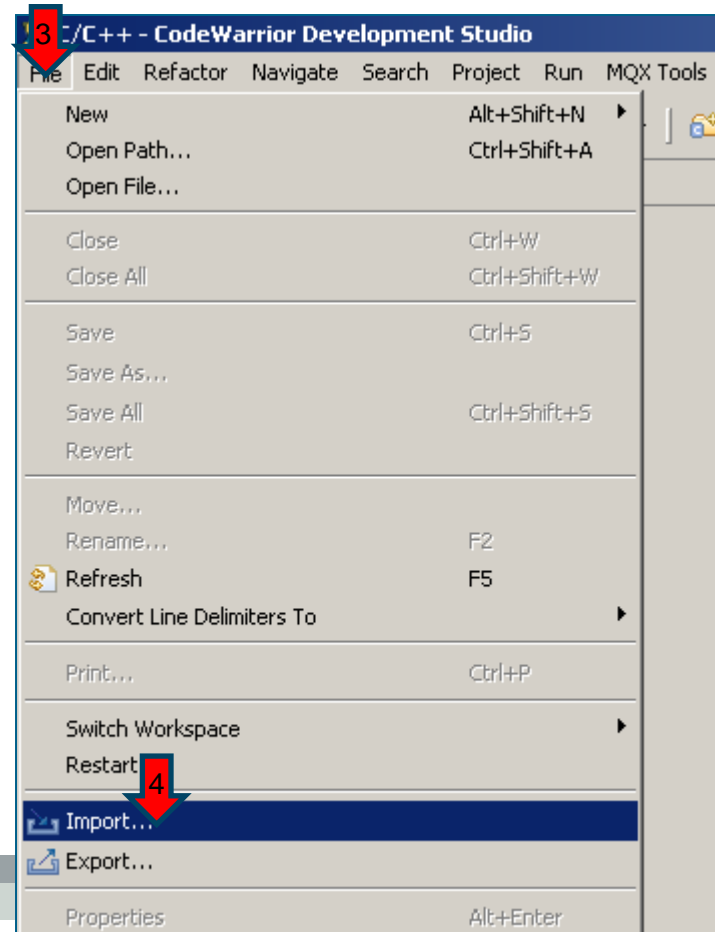 3
/C++ - CodeWarrior Development Studio
File Edit Refactor Navigate Search Project Run MQX Tools
New Alt+Shift+N
Open Path... Ctrl+Shift+A
Open File...
Close Ctrl+W
Close All Ctrl+Shift+W
Save Ctrl+S
Save As...
Save All Ctrl+Shift+S
Revert
Move...
Rename... F2
Refresh F5
Convert Line Delimiters To
Print... Ctrl+P
Switch Workspace
Restart
4
Import...
Export...
Properties Alt+Enter